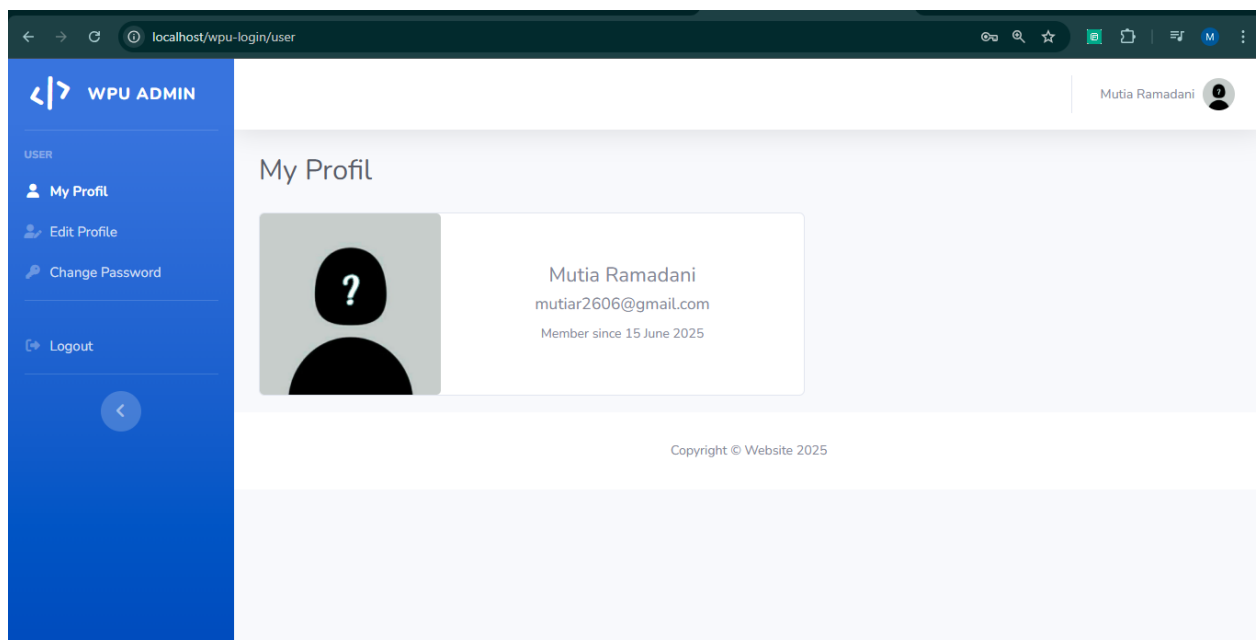 localhost/wpu-login/user
M
WPU ADMIN
Mutia Ramadani
USER
My Profil
Edit Profile
Change Password
Logout
My Profil
?
Mutia Ramadani
mutiar2606@gmail.com
Member since 15 June 2025
Copyright © Website 2025